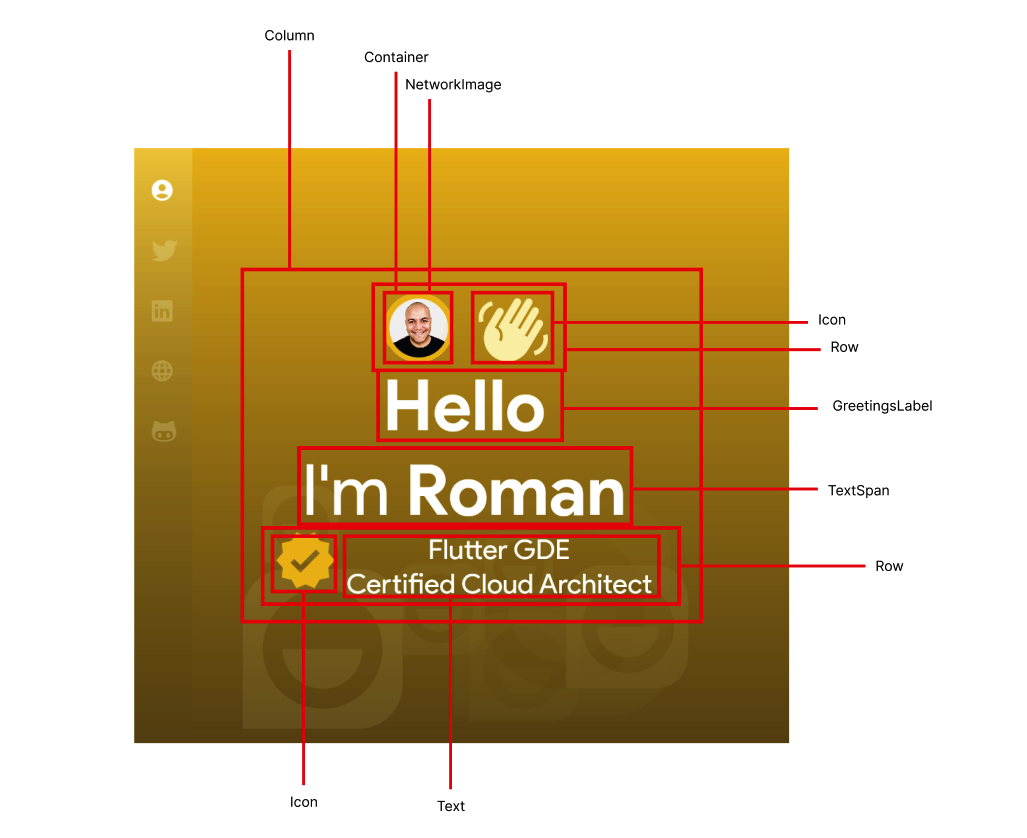 Column
Container
NetworkImage
Icon
Row
Hello
GreetingsLabel
I'm Roman
TextSpan
Flutter GDE
Certified Cloud Architect
Row
Icon
Text